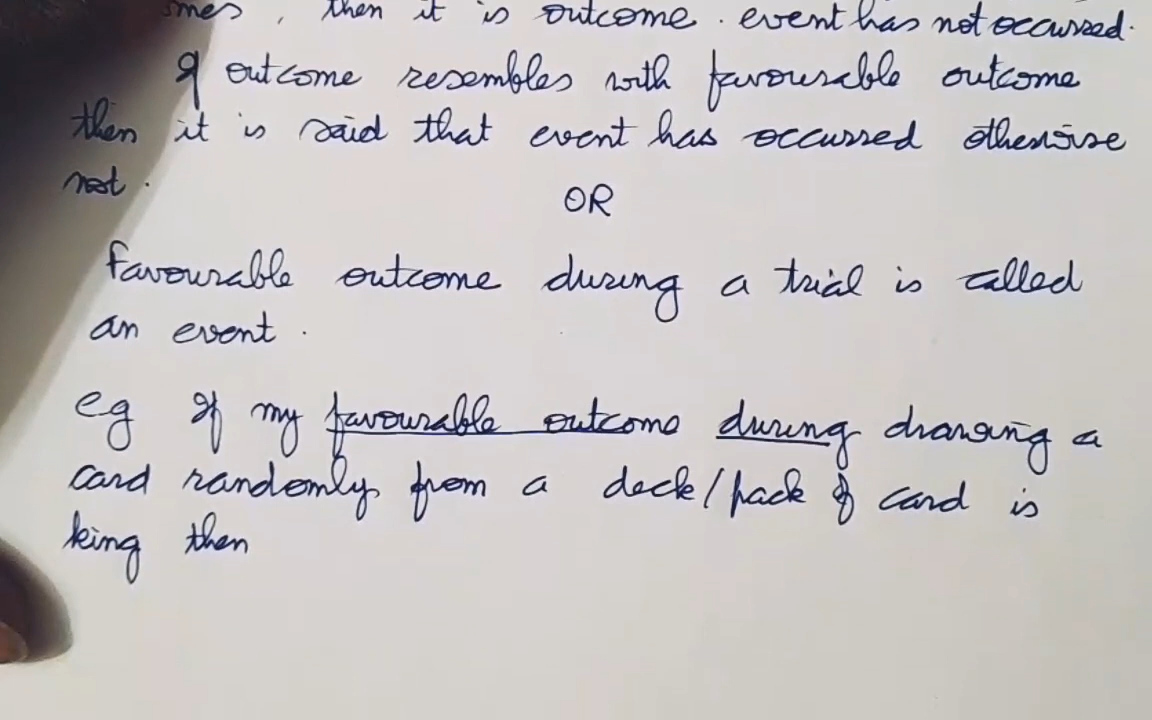 then it is outcome. event has not occurred.
If outcome resembles with favourable outcome
then it is said that event has occurred otherwise
not.
OR
favourable outcome during a trial is called
an event.
eg If my favourable outcome during drawing a
card randomly from a deck/pack of card is
king then